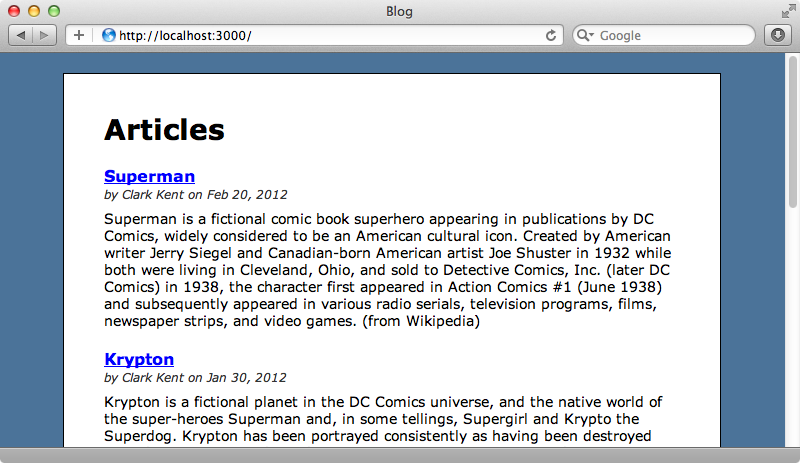 Blog
http://localhost:3000/
Google
Articles
Superman
by Clark Kent on Feb 20, 2012
Superman is a fictional comic book superhero appearing in publications by DC
Comics, widely considered to be an American cultural icon. Created by American
writer Jerry Siegel and Canadian-born American artist Joe Shuster in 1932 while
both were living in Cleveland, Ohio, and sold to Detective Comics, Inc. (later DC
Comics) in 1938, the character first appeared in Action Comics #1 (June 1938)
and subsequently appeared in various radio serials, television programs, films,
newspaper strips, and video games. (from Wikipedia)
Krypton
by Clark Kent on Jan 30, 2012
Krypton is a fictional planet in the DC Comics universe, and the native world of
the super-heroes Superman and, in some tellings, Supergirl and Krypto the
Superdog. Krypton has been portrayed consistently as having been destroyed